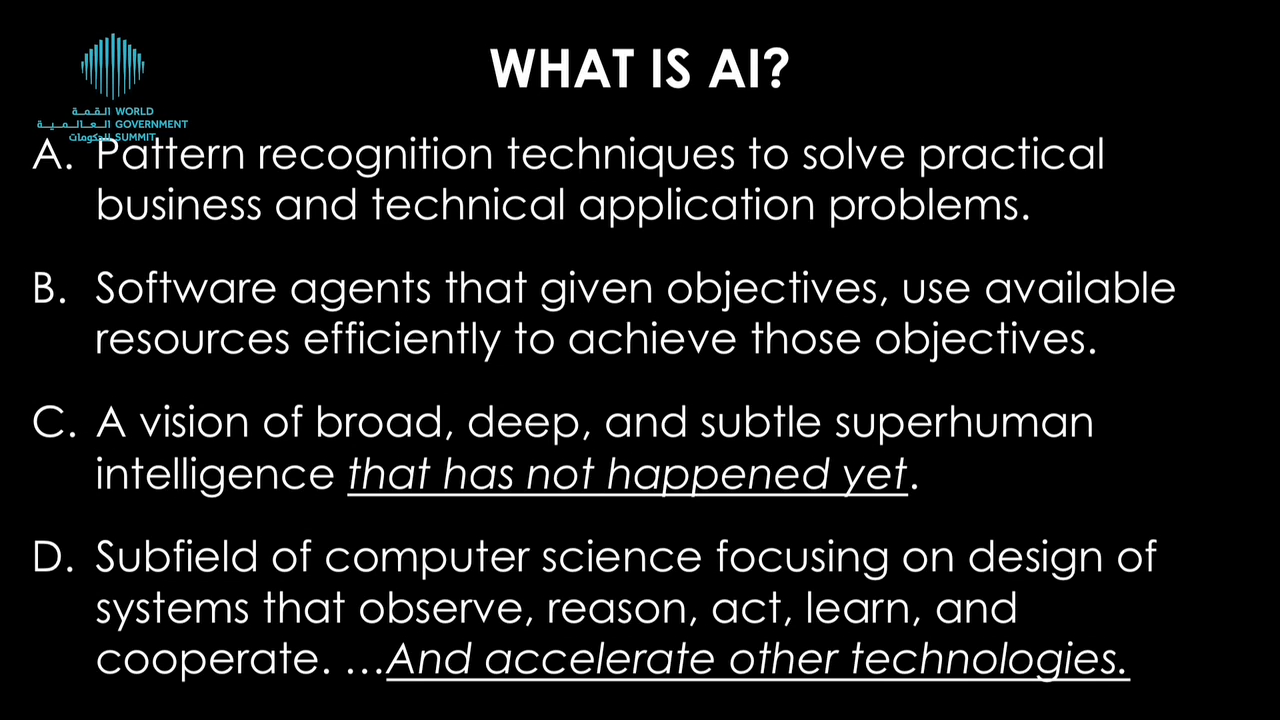 WHAT IS AI?
القمة WORLD
العالمية GOVERNMENT
للحكومات SUMMIT
A. Pattern recognition techniques to solve practical
business and technical application problems.
B. Software agents that given objectives, use available
resources efficiently to achieve those objectives.
C. A vision of broad, deep, and subtle superhuman
intelligence that has not happened yet.
D. Subfield of computer science focusing on design of
systems that observe, reason, act, learn, and
cooperate. ...And accelerate other technologies.